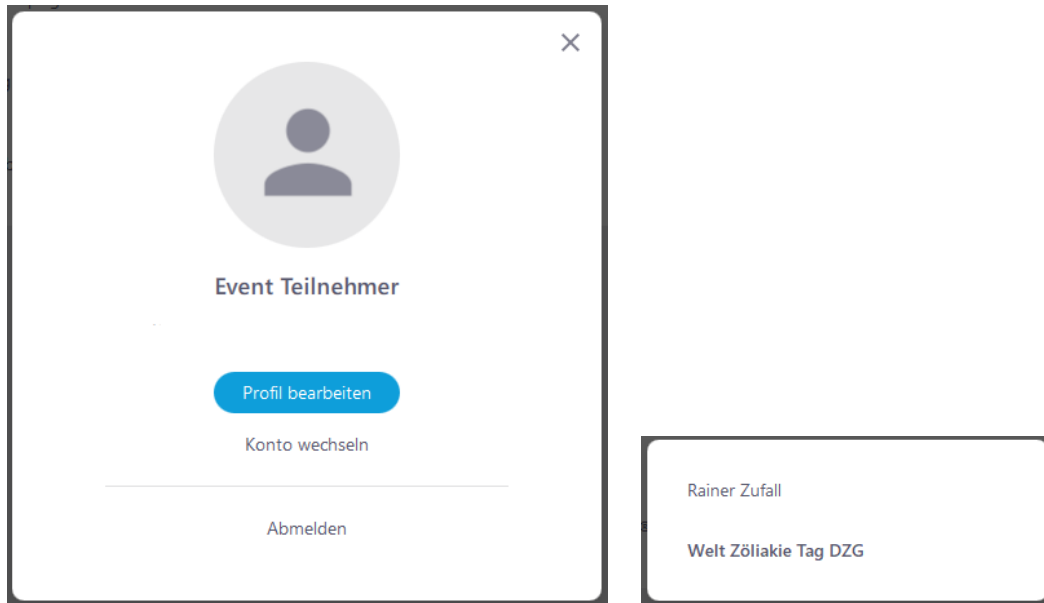 Event Teilnehmer
Profil bearbeiten
Konto wechseln
Abmelden
Rainer Zufall
Welt Zöliakie Tag DZG